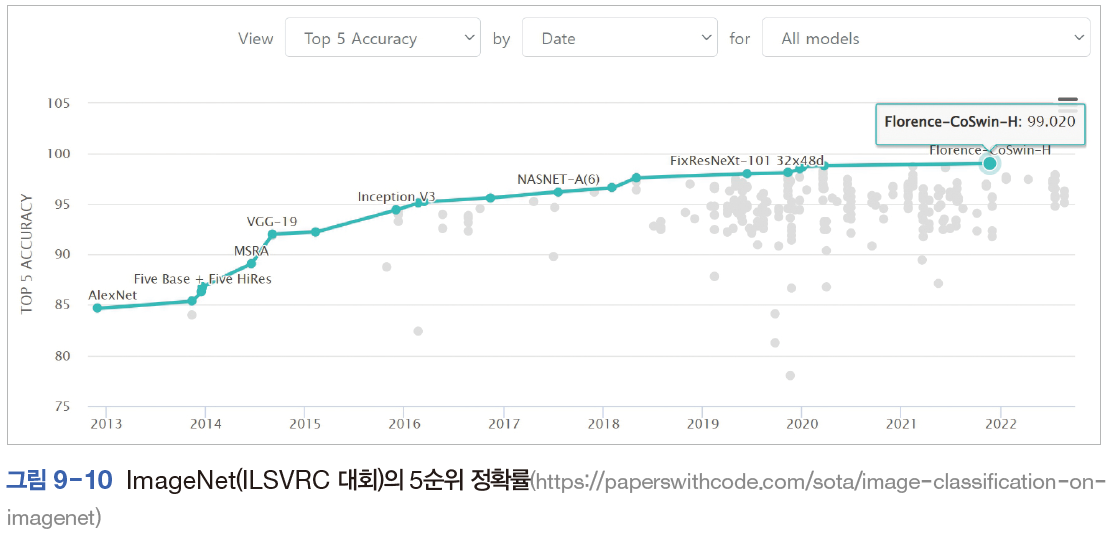 View Top 5 Accuracy by Date for All models
105
100
95
90
85
80
75
TOP 5 ACCURACY
Florence-CoSwin-H: 99.020
Florence-CoSwin-H
FixResNeXt-101 32x48d
NASNET-A(6)
Inception V3
VGG-19
MSRA
Five Base + Five HiRes
AlexNet
2013 2014 2015 2016 2017 2018 2019 2020 2021 2022
그림 9-10 ImageNet(ILSVRC 대회)의 5순위 정확률(https://paperswithcode.com/sota/image-classification-on-
imagenet)